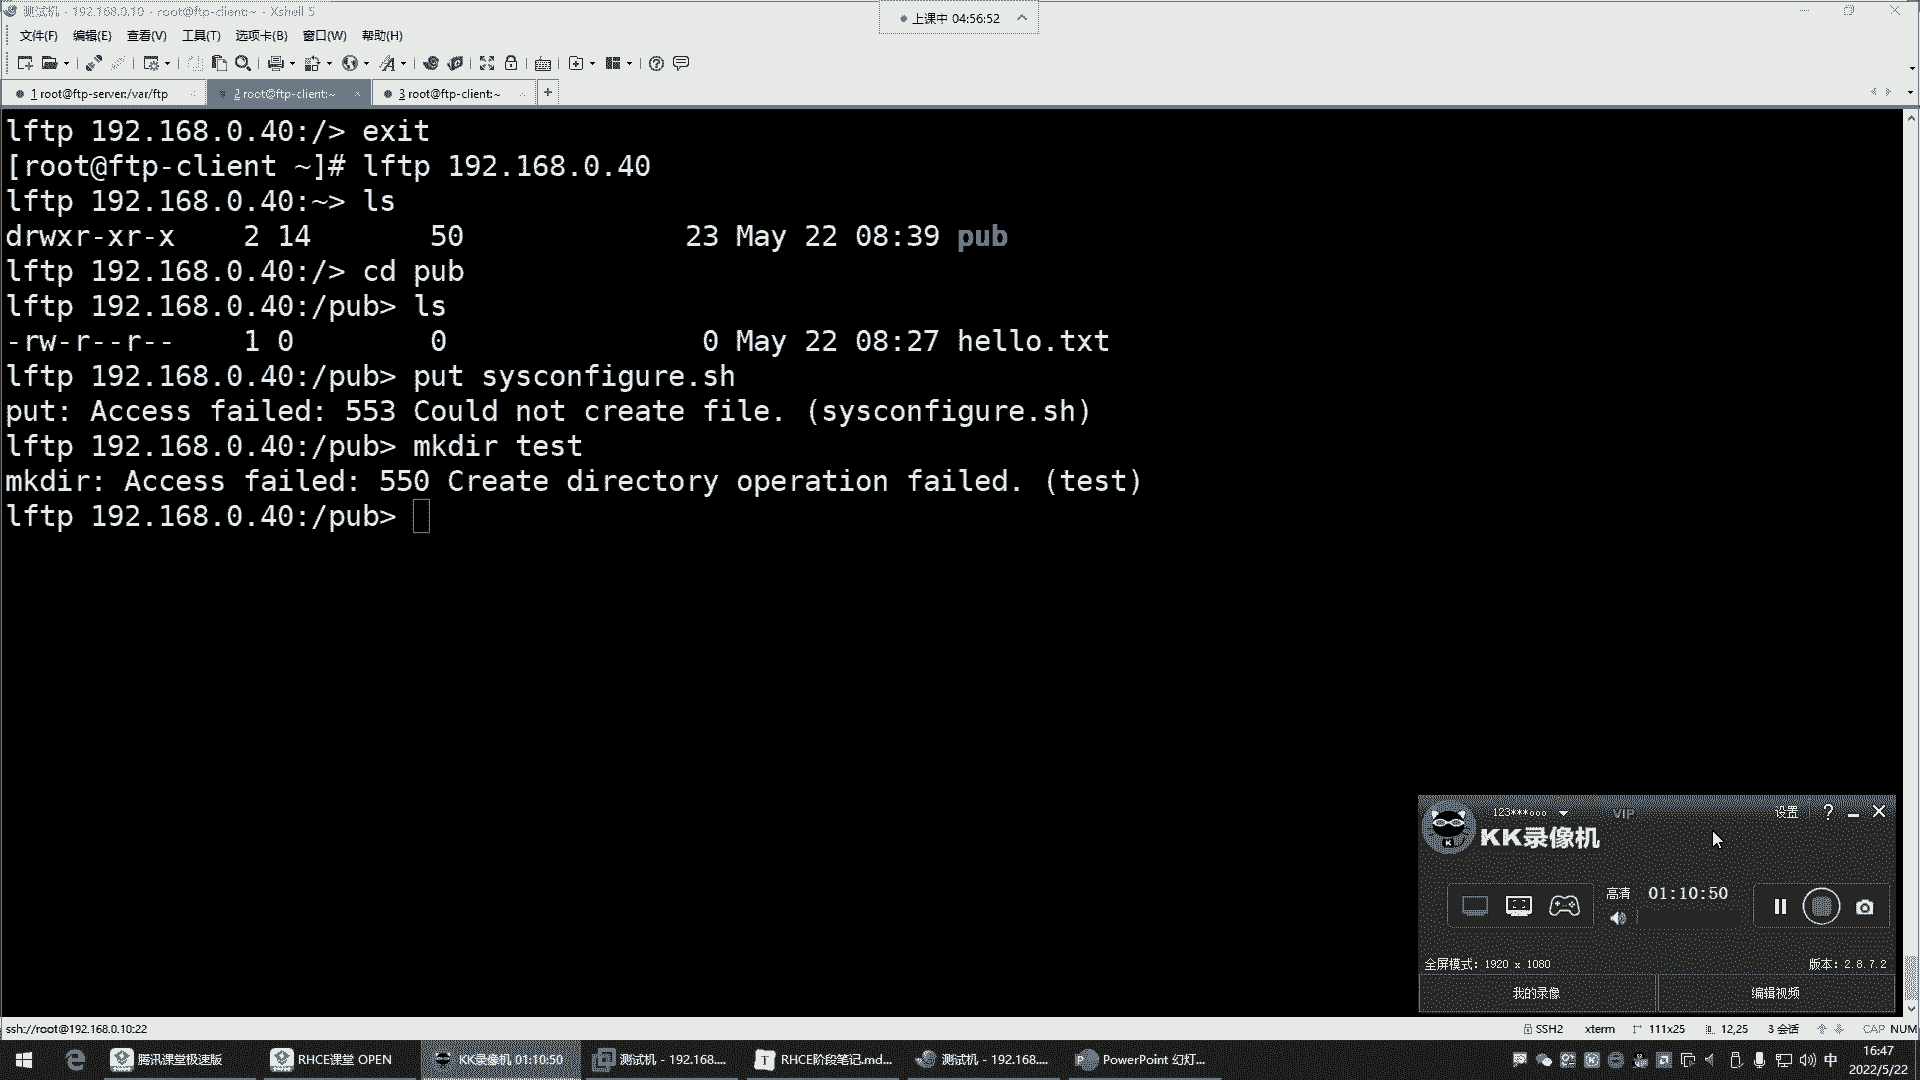 测试机 - 192.168.0.10 - root@ftp-client:~ - Xshell 5
上课中 04:56:52
文件(F) 编辑(E) 查看(V) 工具(T) 选项卡(B) 窗口(W) 帮助(H)
1 root@ftp-server:/var/ftp 2 root@ftp-client:~ 3 root@ftp-client:~
lftp 192.168.0.40:/> exit
[root@ftp-client ~]# lftp 192.168.0.40
lftp 192.168.0.40:~> ls
drwxr-xr-x    2 14       50             23 May 22 08:39 pub
lftp 192.168.0.40:/> cd pub
lftp 192.168.0.40:/pub> ls
-rw-r--r--    1 0        0               0 May 22 08:27 hello.txt
lftp 192.168.0.40:/pub> put sysconfigure.sh
put: Access failed: 553 Could not create file. (sysconfigure.sh)
lftp 192.168.0.40:/pub> mkdir test
mkdir: Access failed: 550 Create directory operation failed. (test)
lftp 192.168.0.40:/pub>
123***ooo VIP 设置 ?
KK录像机
高清 01:10:50
全屏模式: 1920 x 1080 版本: 2.8.7.2
我的录像 编辑视频
ssh://root@192.168.0.10:22 SSH2 xterm 111x25 12,25 3 会话 CAP NUM
腾讯课堂极速版 RHCE课堂 OPEN KK录像机 01:10:50 测试机 - 192.168.... RHCE阶段笔记.md... 测试机 - 192.168.... PowerPoint 幻灯... 中 16:47
2022/5/22